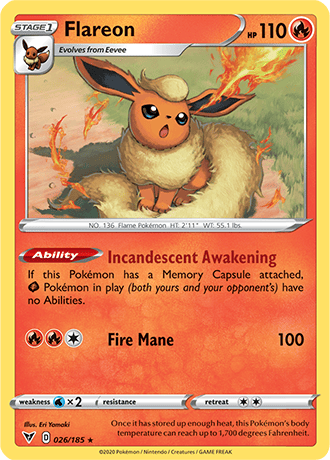 STAGE 1 Flareon HP 110
Evolves from Eevee
NO. 136 Flame Pokémon HT: 2'11" WT: 55.1 lbs.
Ability Incandescent Awakening
If this Pokémon has a Memory Capsule attached,
Pokémon in play (both yours and your opponent's) have
no Abilities.
Fire Mane 100
weakness ×2 resistance retreat
Illus. Eri Yamaki
D 026/185 ★
Once it has stored up enough heat, this Pokémon's body
temperature can reach up to 1,700 degrees Fahrenheit.
©2020 Pokémon / Nintendo / Creatures / GAME FREAK